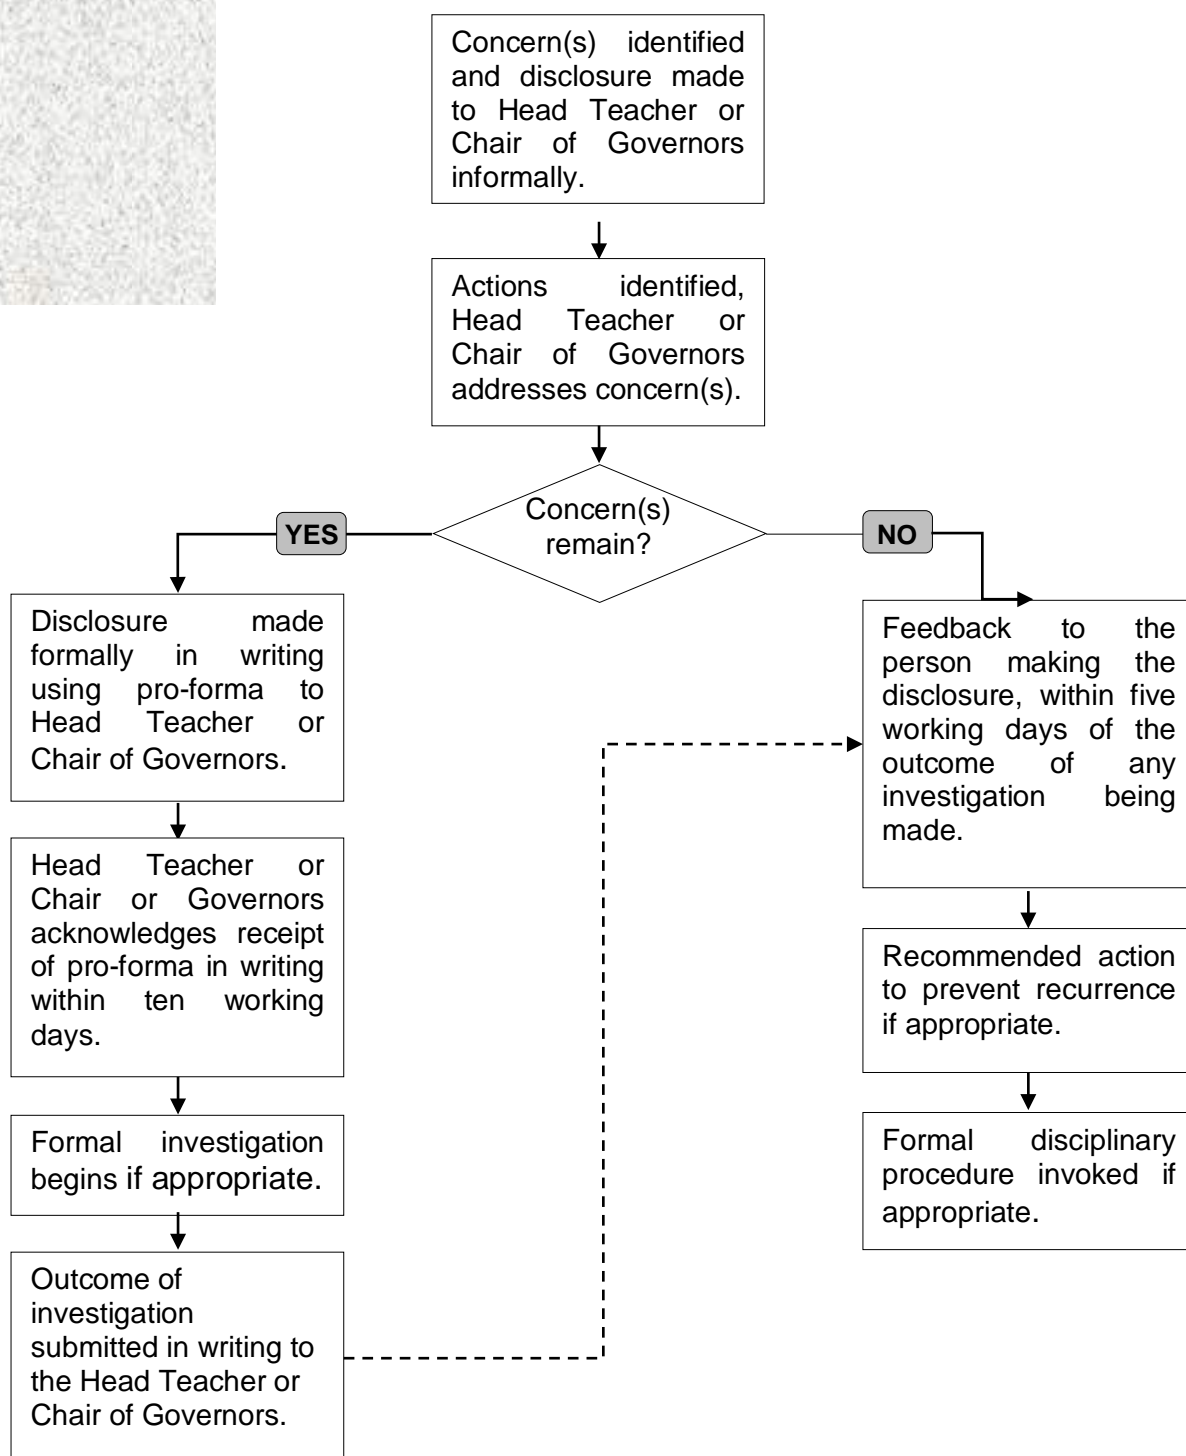 Concern(s) identified
and disclosure made
to Head Teacher or
Chair of Governors
informally.
Actions identified,
Head Teacher or
Chair of Governors
addresses concern(s).
Concern(s)
remain?
YES
NO
Disclosure made
formally in writing
using pro-forma to
Head Teacher or
Chair of Governors.
Head Teacher or
Chair or Governors
acknowledges receipt
of pro-forma in writing
within ten working
days.
Formal investigation
begins if appropriate.
Outcome of
investigation
submitted in writing to
the Head Teacher or
Chair of Governors.
Feedback to the
person making the
disclosure, within five
working days of the
outcome of any
investigation being
made.
Recommended action
to prevent recurrence
if appropriate.
Formal disciplinary
procedure invoked if
appropriate.